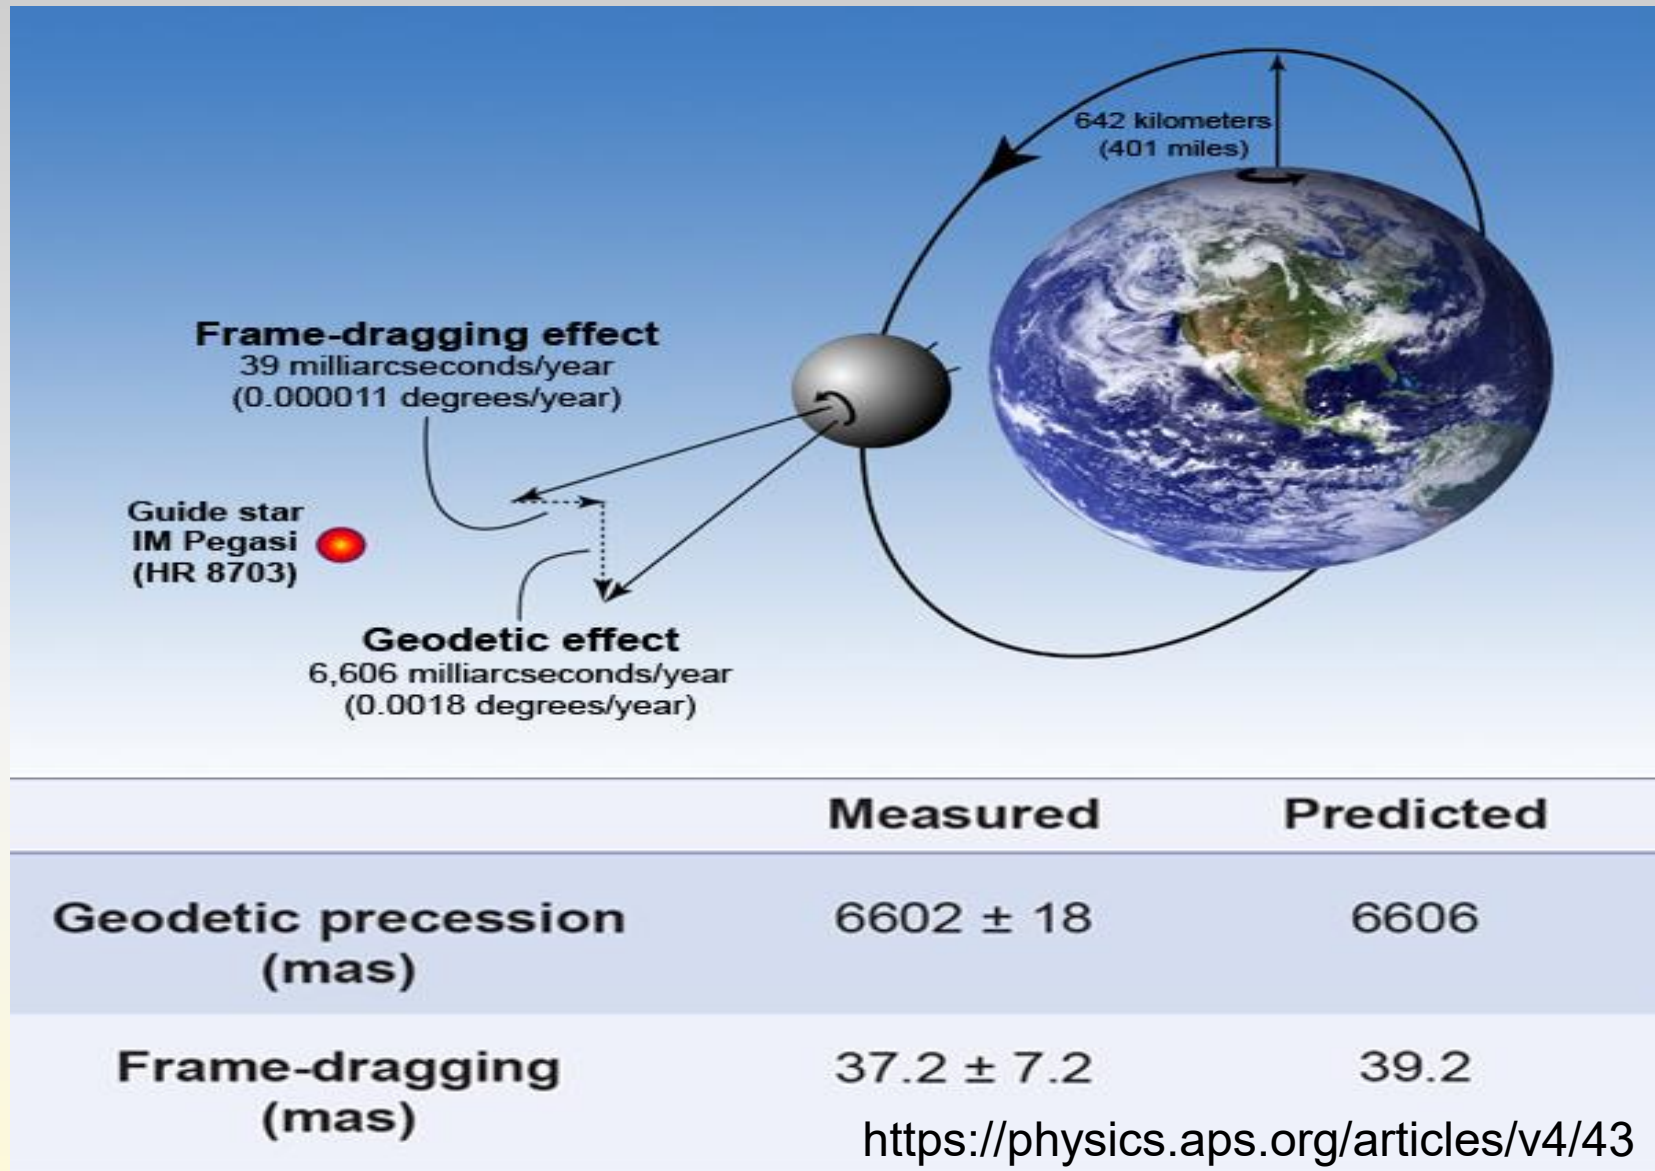 642 kilometers
(401 miles)
Frame-dragging effect
39 milliarcseconds/year
(0.000011 degrees/year)
Guide star
IM Pegasi
(HR 8703)
Geodetic effect
6,606 milliarcseconds/year
(0.0018 degrees/year)
Measured Predicted
Geodetic precession 6602 ± 18 6606
(mas)
Frame-dragging 37.2 ± 7.2 39.2
(mas)
https://physics.aps.org/articles/v4/43